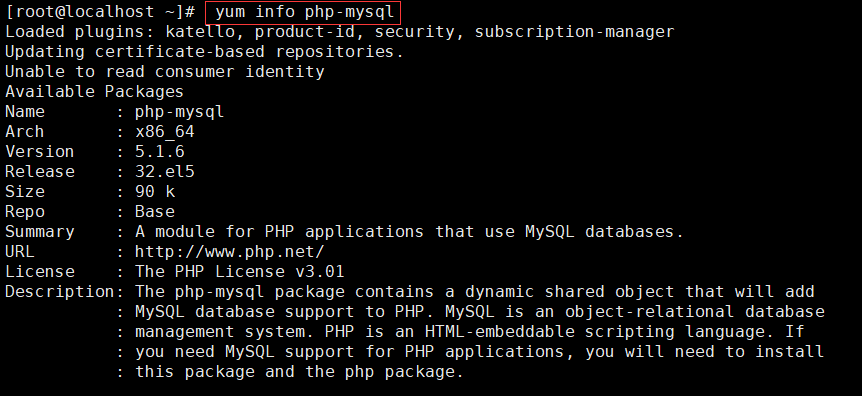 [root@localhost ~]# yum info php-mysql
Loaded plugins: katello, product-id, security, subscription-manager
Updating certificate-based repositories.
Unable to read consumer identity
Available Packages
Name       : php-mysql
Arch       : x86_64
Version    : 5.1.6
Release    : 32.el5
Size       : 90 k
Repo       : Base
Summary    : A module for PHP applications that use MySQL databases.
URL        : http://www.php.net/
License    : The PHP License v3.01
Description: The php-mysql package contains a dynamic shared object that will add
           : MySQL database support to PHP. MySQL is an object-relational database
           : management system. PHP is an HTML-embeddable scripting language. If
           : you need MySQL support for PHP applications, you will need to install
           : this package and the php package.